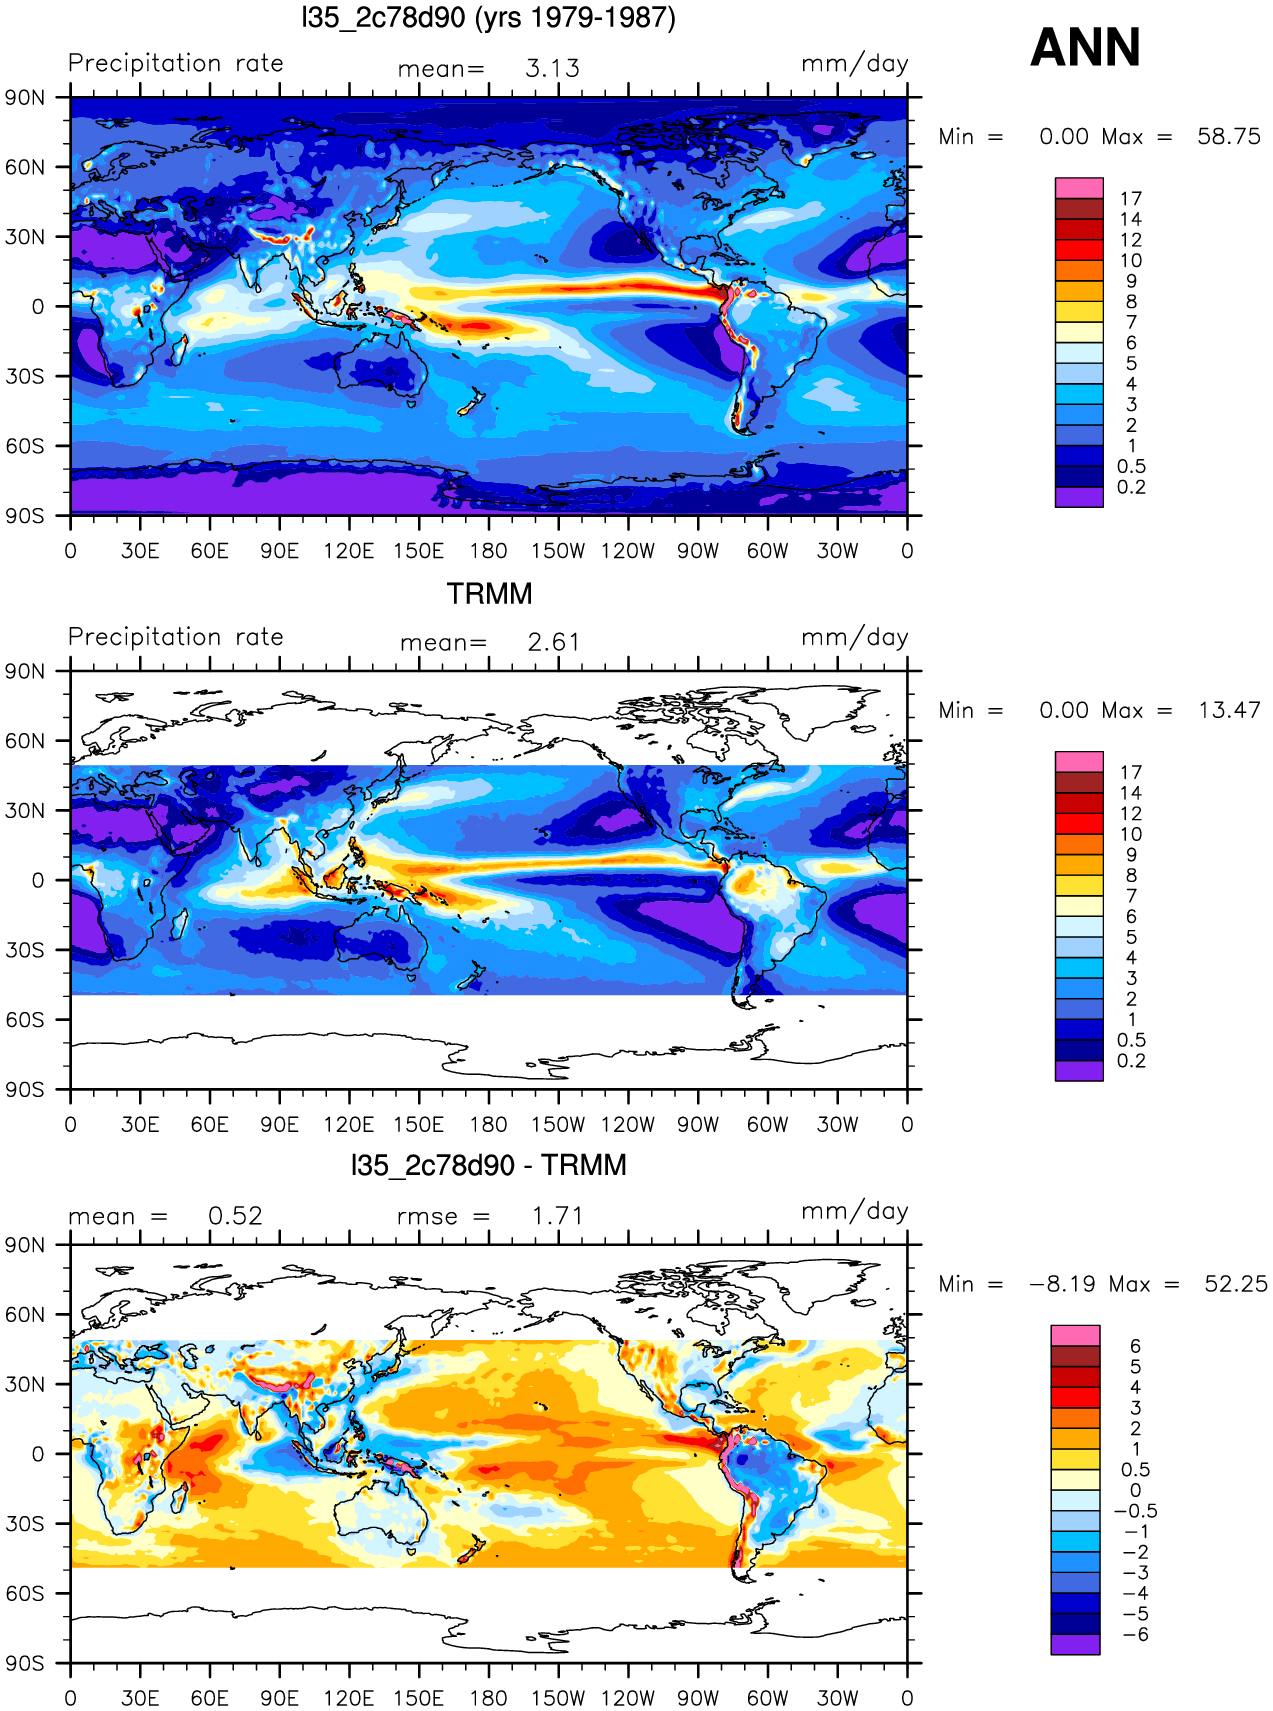 l35_2c78d90 (yrs 1979-1987)
ANN
Precipitation rate mean= 3.13 mm/day
Min = 0.00 Max = 58.75
90N
60N
30N
0
30S
60S
90S
0 30E 60E 90E 120E 150E 180 150W 120W 90W 60W 30W 0
17
14
12
10
9
8
7
6
5
4
3
2
1
0.5
0.2
TRMM
Precipitation rate mean= 2.61 mm/day
Min = 0.00 Max = 13.47
90N
60N
30N
0
30S
60S
90S
0 30E 60E 90E 120E 150E 180 150W 120W 90W 60W 30W 0
17
14
12
10
9
8
7
6
5
4
3
2
1
0.5
0.2
l35_2c78d90 - TRMM
mean = 0.52 rmse = 1.71 mm/day
Min = −8.19 Max = 52.25
90N
60N
30N
0
30S
60S
90S
0 30E 60E 90E 120E 150E 180 150W 120W 90W 60W 30W 0
6
5
4
3
2
1
0.5
0
−0.5
−1
−2
−3
−4
−5
−6